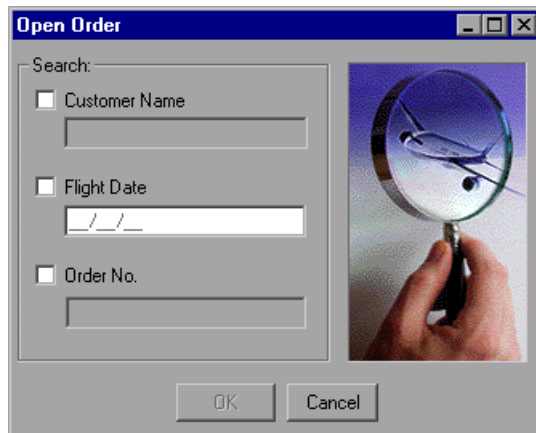 Open Order
Search:
Customer Name
Flight Date
__/__/__
Order No.
OK
Cancel